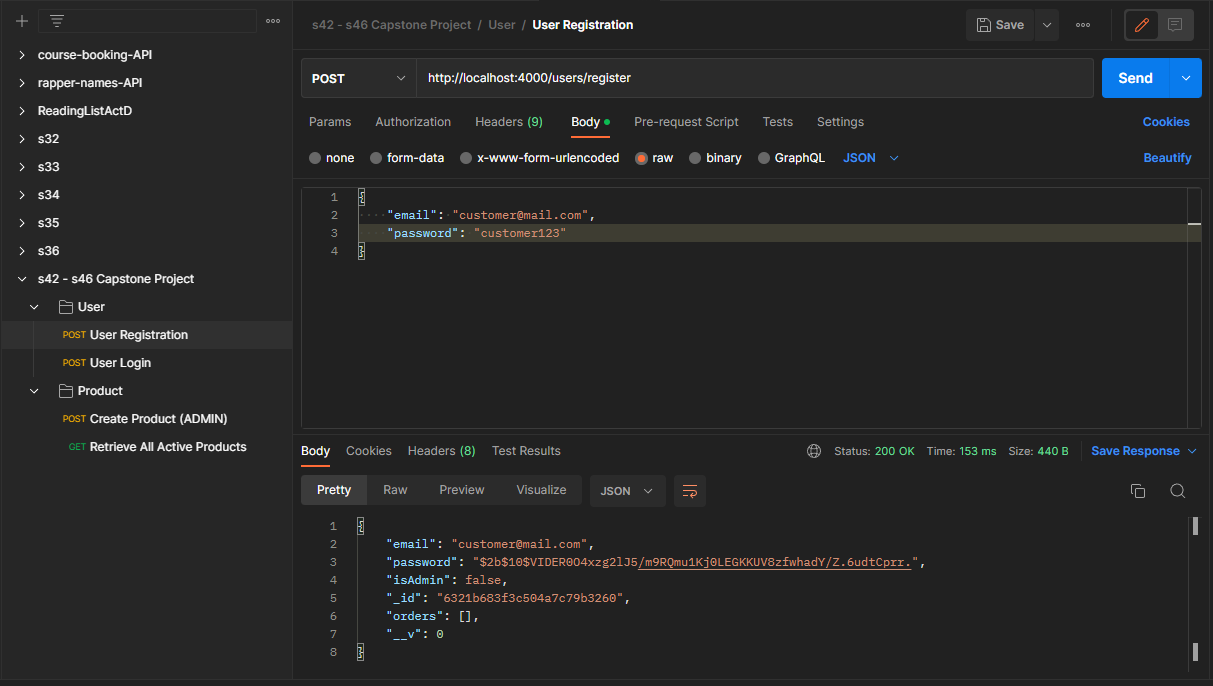 s42 - s46 Capstone Project / User / User Registration
Save
course-booking-API
rapper-names-API
ReadingListActD
s32
s33
s34
s35
s36
s42 - s46 Capstone Project
User
POST User Registration
POST User Login
Product
POST Create Product (ADMIN)
GET Retrieve All Active Products
POST http://localhost:4000/users/register Send
Params Authorization Headers (9) Body Pre-request Script Tests Settings Cookies
none form-data x-www-form-urlencoded raw binary GraphQL JSON Beautify
1 {
2 "email": "customer@mail.com",
3 "password": "customer123"
4 }
Body Cookies Headers (8) Test Results Status: 200 OK Time: 153 ms Size: 440 B Save Response
Pretty Raw Preview Visualize JSON
1 {
2 "email": "customer@mail.com",
3 "password": "$2b$10$VIDER0O4xzg2lJ5/m9RQmu1Kj0LEGKKUV8zfwhadY/Z.6udtCprr.",
4 "isAdmin": false,
5 "_id": "6321b683f3c504a7c79b3260",
6 "orders": [],
7 "__v": 0
8 }